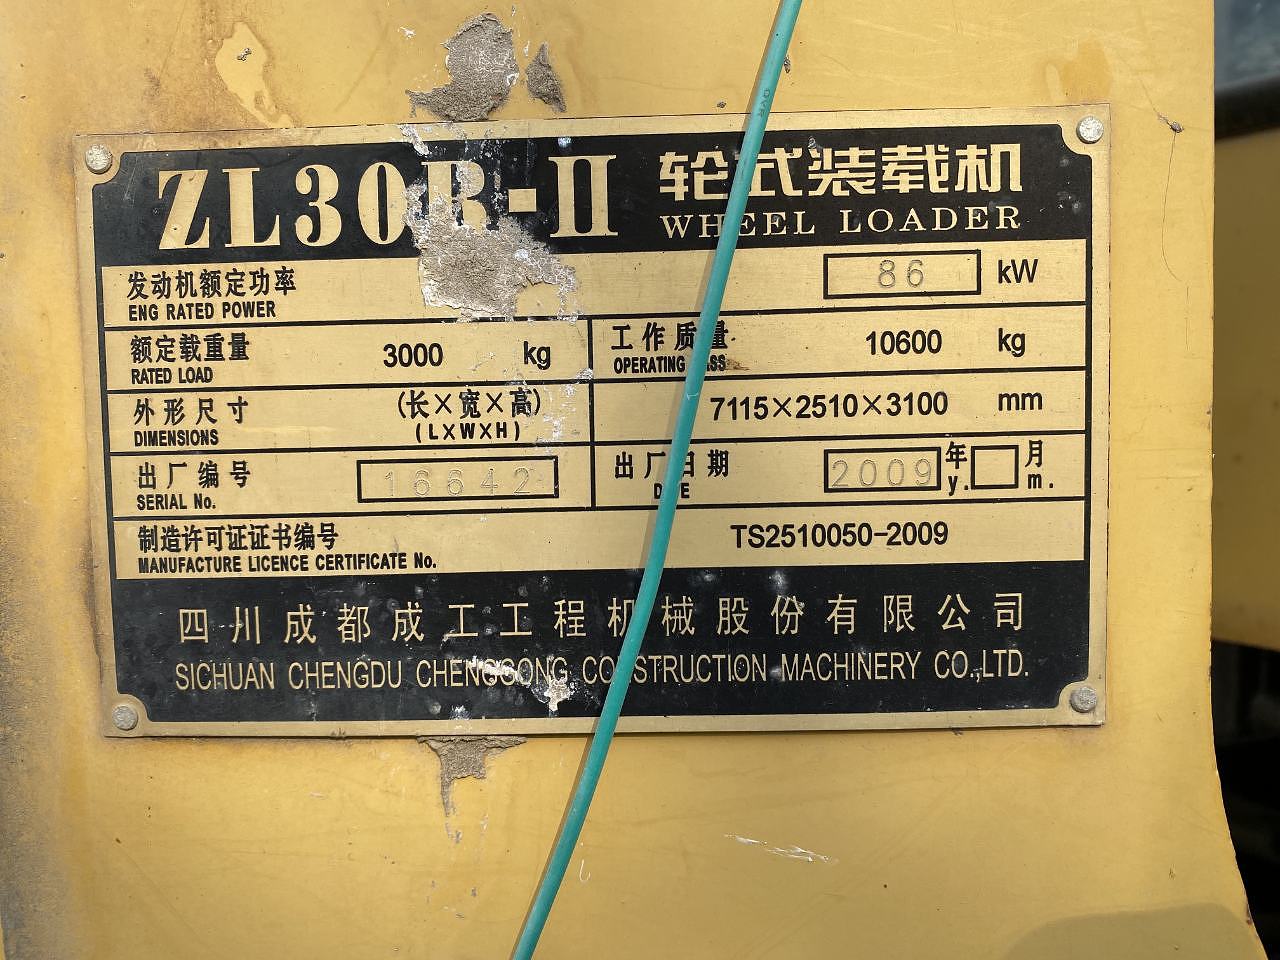 ZL30B-II 轮式装载机
WHEEL LOADER
发动机额定功率 86 kW
ENG RATED POWER
额定载重量 3000 kg 工作质量 10600 kg
RATED LOAD OPERATING MASS
外形尺寸 (长×宽×高) 7115×2510×3100 mm
DIMENSIONS (L×W×H)
出厂编号 16642 出厂日期 2009 年 月
SERIAL No. DATE y. m.
制造许可证证书编号 TS2510050-2009
MANUFACTURE LICENCE CERTIFICATE No.
四川成都成工工程机械股份有限公司
SICHUAN CHENGDU CHENGGONG CONSTRUCTION MACHINERY CO.,LTD.